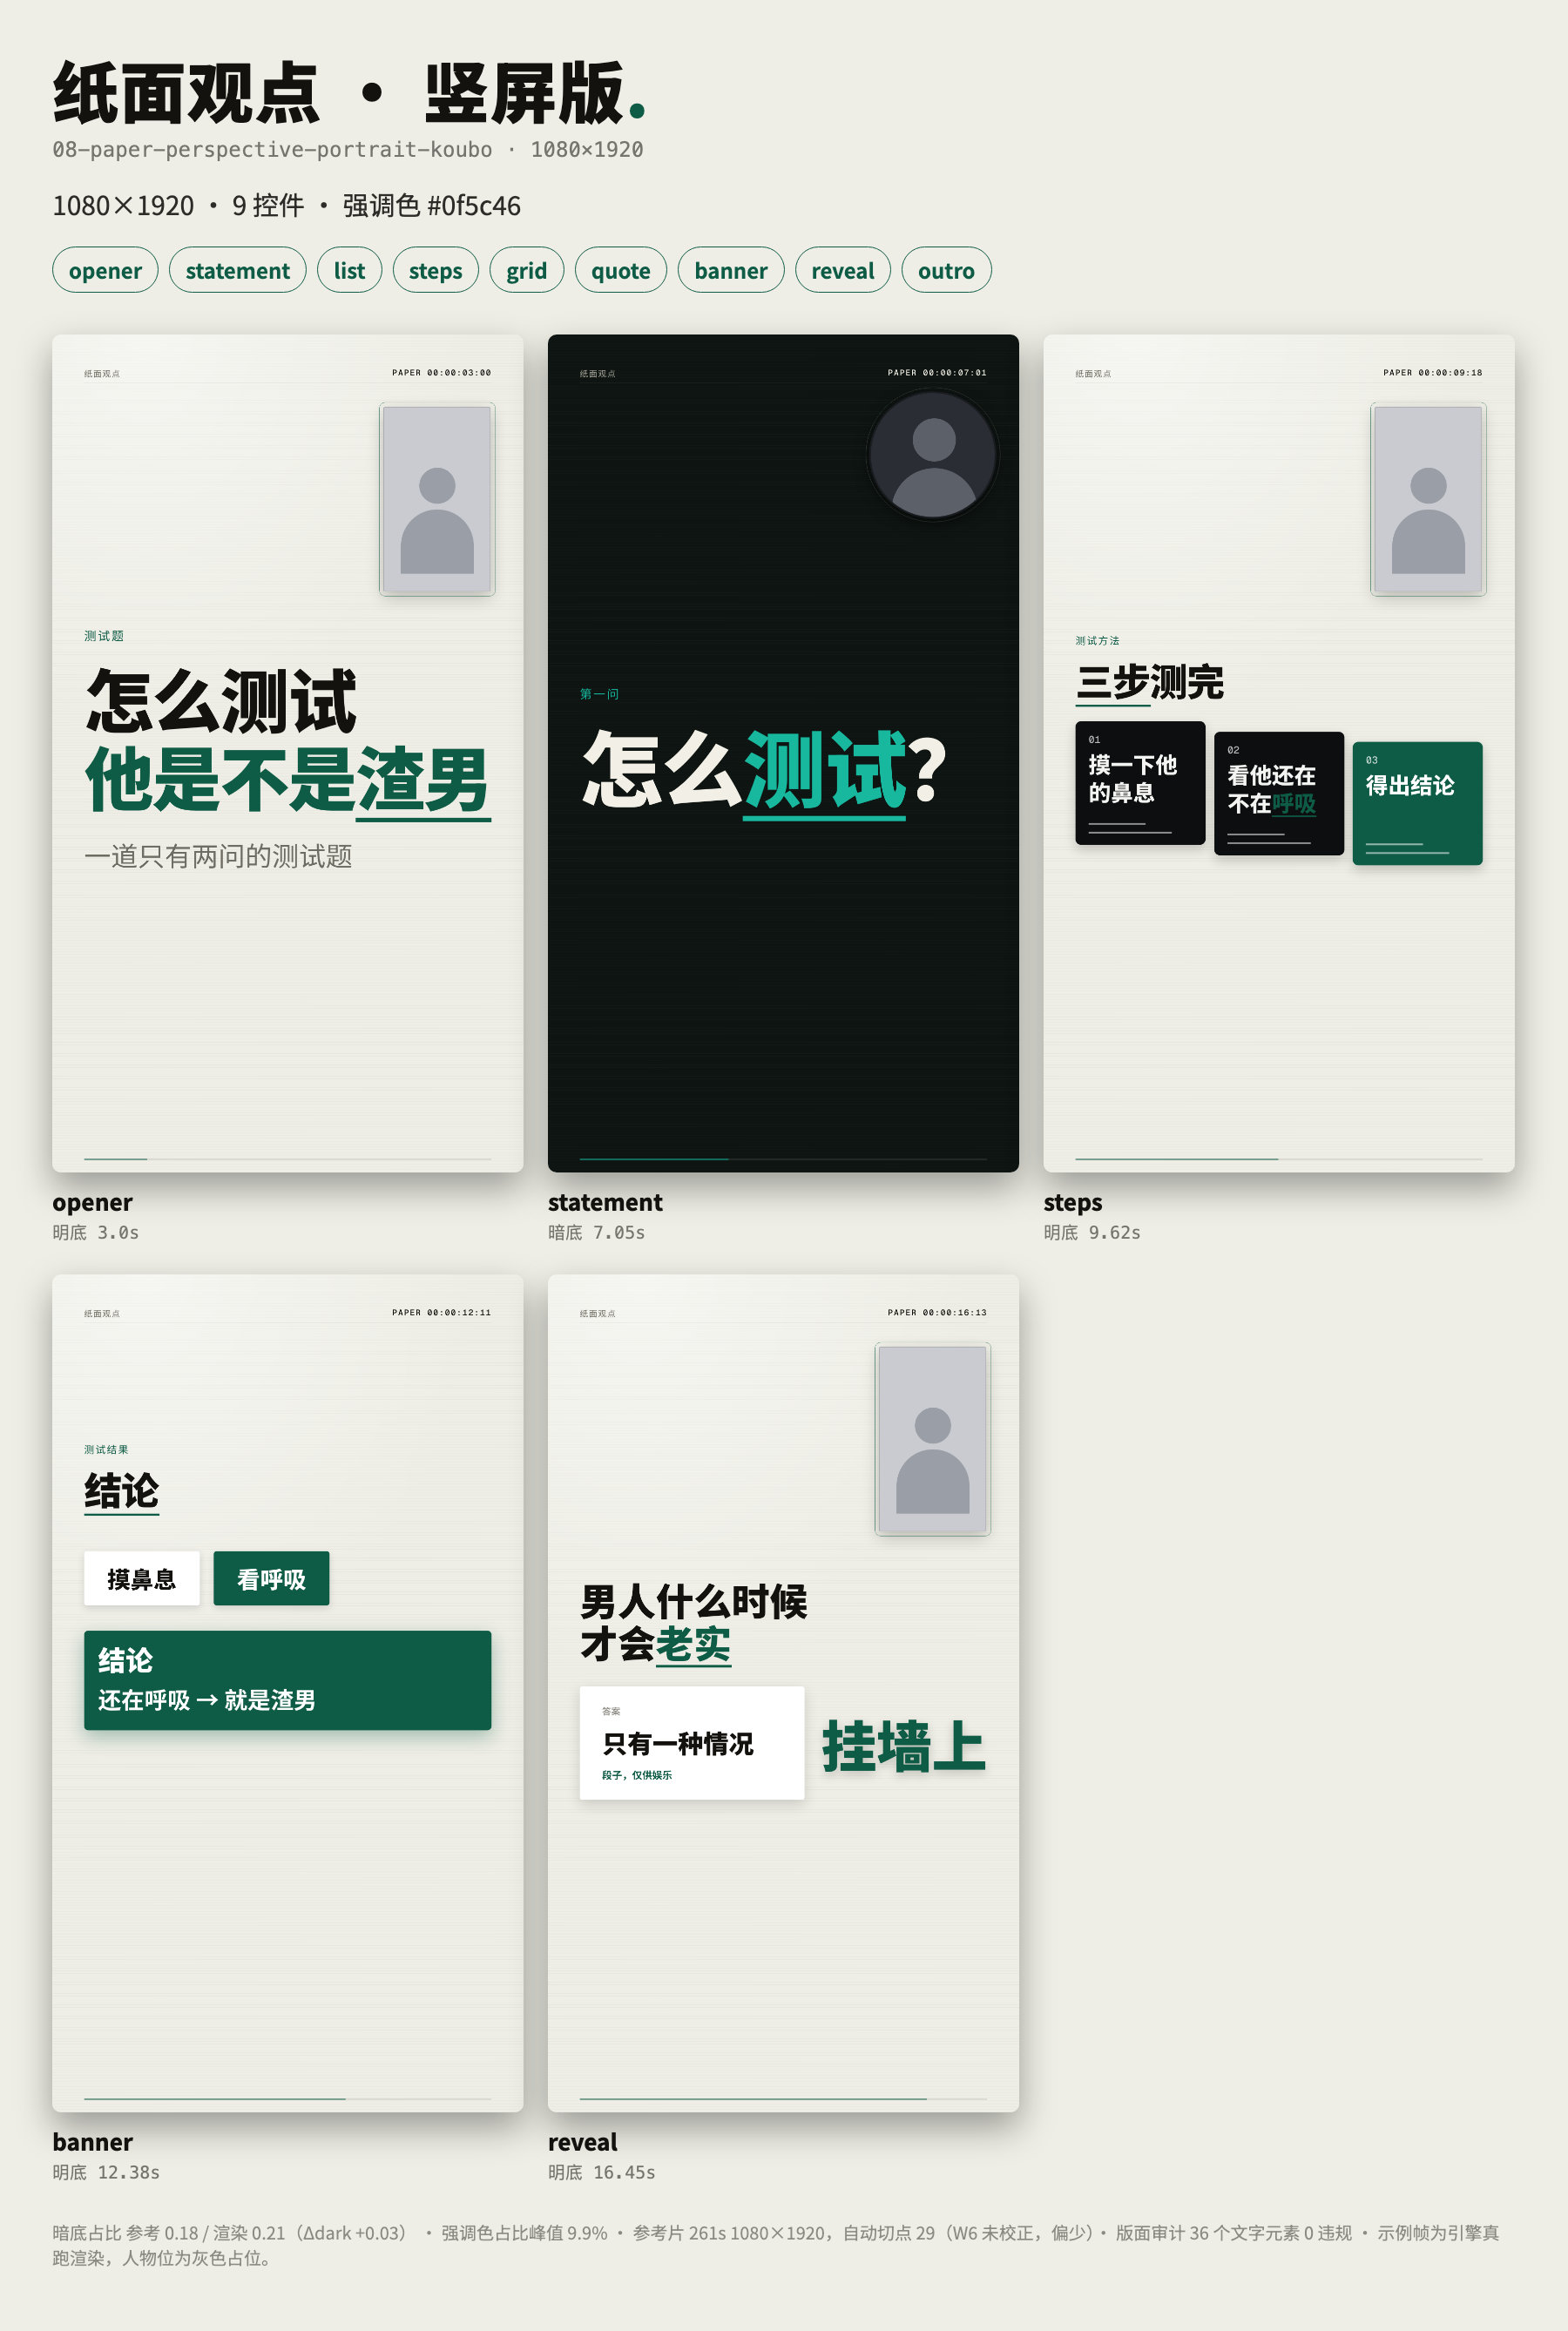 纸面观点 · 竖屏版.
08-paper-perspective-portrait-koubo · 1080×1920
1080×1920 · 9 控件 · 强调色 #0f5c46
opener statement list steps grid quote banner reveal outro
纸面观点 PAPER 00:00:03:00
测试题
怎么测试
他是不是渣男
一道只有两问的测试题
opener
明底 3.0s
纸面观点 PAPER 00:00:07:01
第一问
怎么测试?
statement
暗底 7.05s
纸面观点 PAPER 00:00:09:18
测试方法
三步测完
01
摸一下他
的鼻息
02
看他还在
不在呼吸
03
得出结论
steps
明底 9.62s
纸面观点 PAPER 00:00:12:11
测试结果
结论
摸鼻息 看呼吸
结论
还在呼吸 → 就是渣男
banner
明底 12.38s
纸面观点 PAPER 00:00:16:13
男人什么时候
才会老实
答案
只有一种情况
段子，仅供娱乐
挂墙上
reveal
明底 16.45s
暗底占比 参考 0.18 / 渲染 0.21（Δdark +0.03） · 强调色占比峰值 9.9% · 参考片 261s 1080×1920，自动切点 29（W6 未校正，偏少）· 版面审计 36 个文字元素 0 违规 · 示例帧为引擎真
跑渲染，人物位为灰色占位。